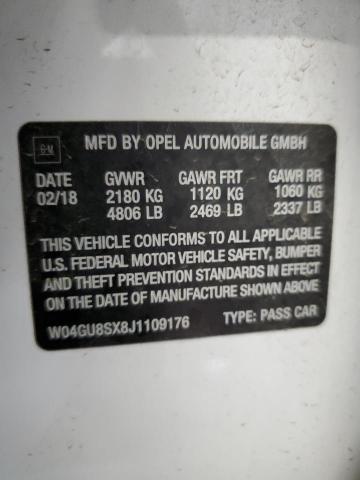 GM
MFD BY OPEL AUTOMOBILE GMBH
DATE GVWR GAWR FRT GAWR RR
02/18 2180 KG 1120 KG 1060 KG
4806 LB 2469 LB 2337 LB
THIS VEHICLE CONFORMS TO ALL APPLICABLE
U.S. FEDERAL MOTOR VEHICLE SAFETY, BUMPER
AND THEFT PREVENTION STANDARDS IN EFFECT
ON THE DATE OF MANUFACTURE SHOWN ABOVE
W04GU8SX8J1109176 TYPE: PASS CAR